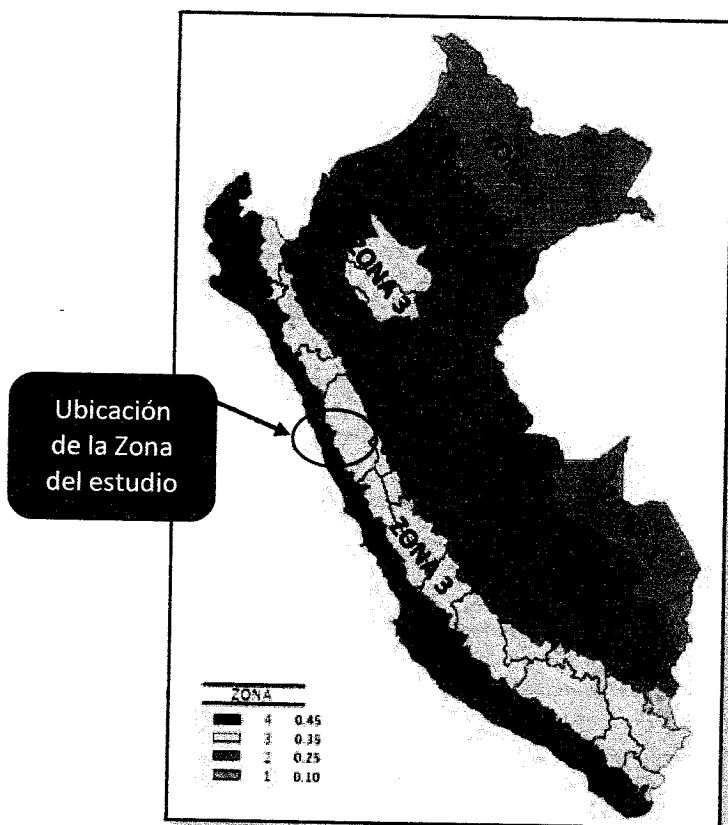 ZONA 3
Ubicación
de la Zona
del estudio
ZONA 3
ZONA
4 0.45
3 0.35
2 0.25
1 0.10